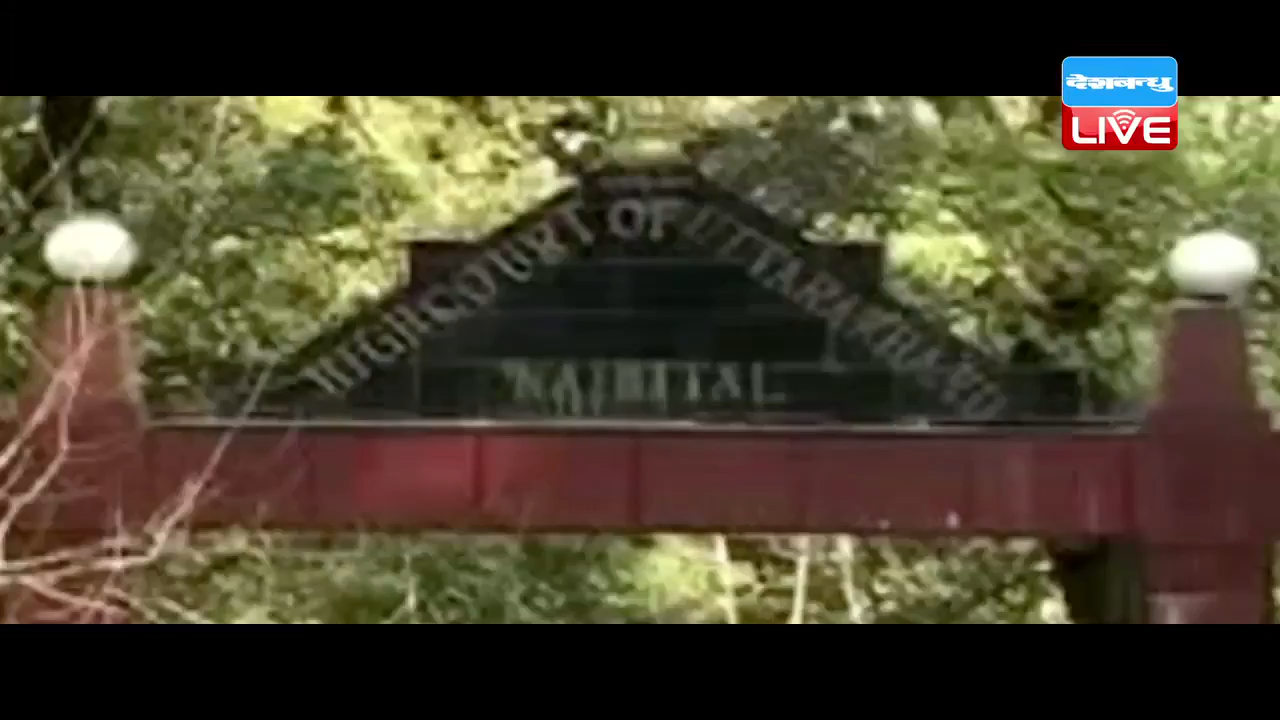 देशबन्धु
LIVE
HIGH COURT OF UTTARAKHAND
NAINITAL